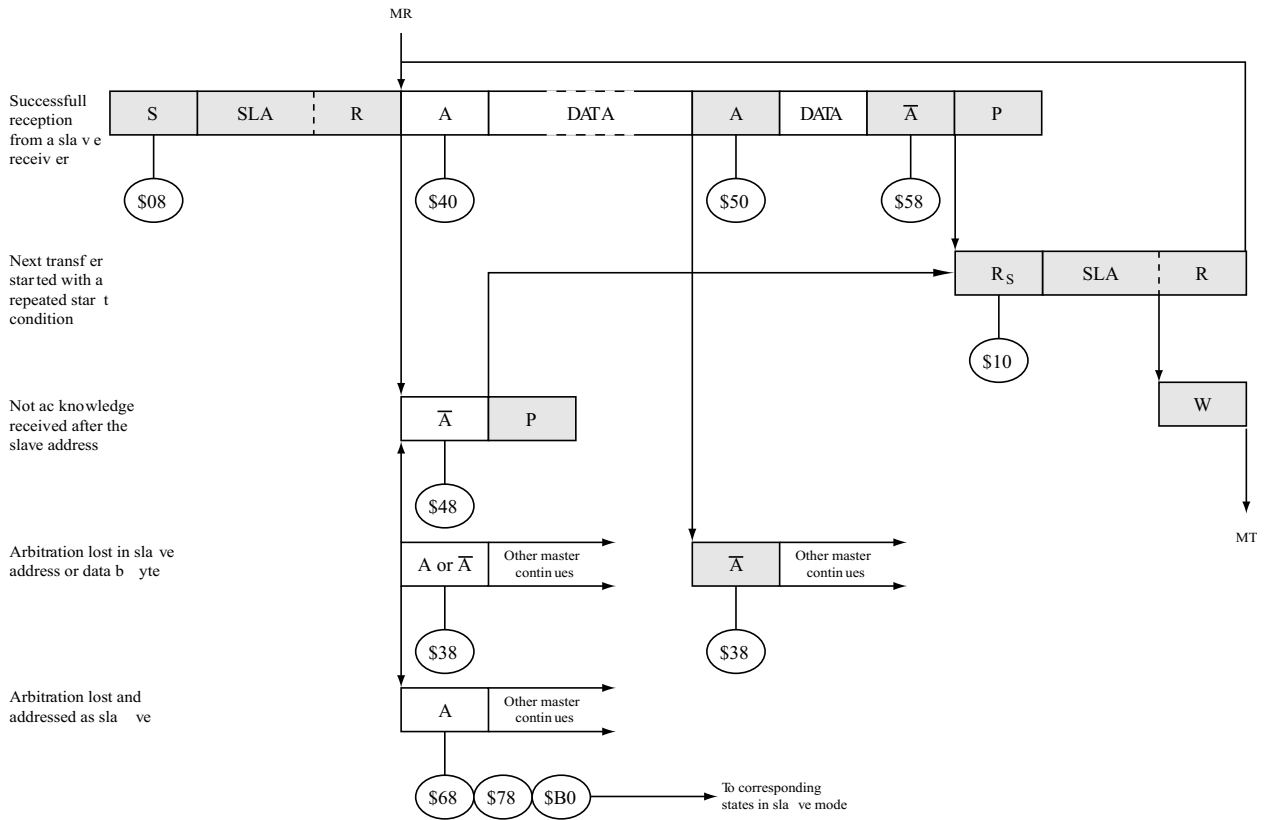 MR
Successfull
reception
from a sla v e
receiv er
S SLA R A DATA A DATA A̅ P
$08 $40 $50 $58
Next transf er
star ted with a
repeated star t
condition
RS SLA R
$10
Not ac knowledge
received after the
slave address
A̅ P
W
$48
MT
Arbitration lost in sla ve
address or data b yte
A or A̅
Other master
contin ues
A̅
Other master
contin ues
$38 $38
Arbitration lost and
addressed as sla ve
A
Other master
contin ues
$68 $78 $B0
To corresponding
states in sla ve mode